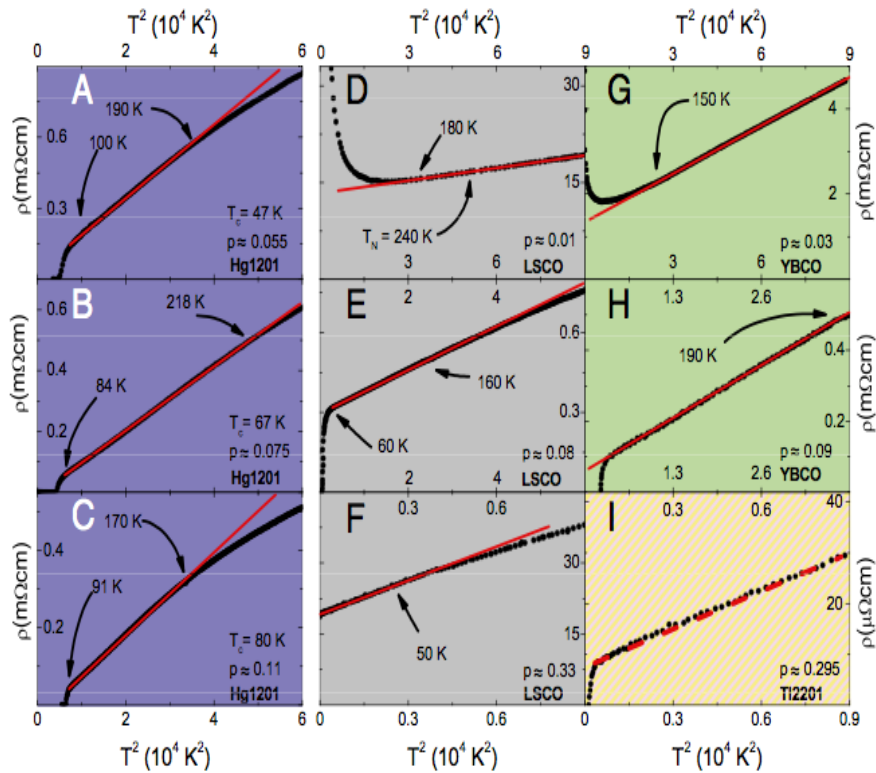 T² (10⁴ K²) T² (10⁴ K²)
0 2 4 6 0 3 6 9 3 6 9
A
190 K
100 K
T_c = 47 K
p ≈ 0.055
Hg1201
ρ(mΩcm)
0.6
0.3
D
30
15
180 K
T_N = 240 K
p ≈ 0.01
LSCO
3 6
G
150 K
4
2
p ≈ 0.03
YBCO
3 6
ρ(mΩcm)
B
218 K
84 K
T_c = 67 K
p ≈ 0.075
Hg1201
ρ(mΩcm)
0.6
0.4
0.2
E
2 4
0.6
0.3
160 K
60 K
p ≈ 0.08
LSCO
2 4
H
1.3 2.6
190 K
0.4
0.2
p ≈ 0.09
YBCO
1.3 2.6
ρ(mΩcm)
C
170 K
91 K
T_c = 80 K
p ≈ 0.11
Hg1201
ρ(mΩcm)
0.4
0.2
F
0.3 0.6
30
15
50 K
p ≈ 0.33
LSCO
I
0.3 0.6
40
20
p ≈ 0.295
Tl2201
ρ(μΩcm)
0 2 4 6 0 0.3 0.6 0 0.3 0.6 0.9
T² (10⁴ K²) T² (10⁴ K²) T² (10⁴ K²)